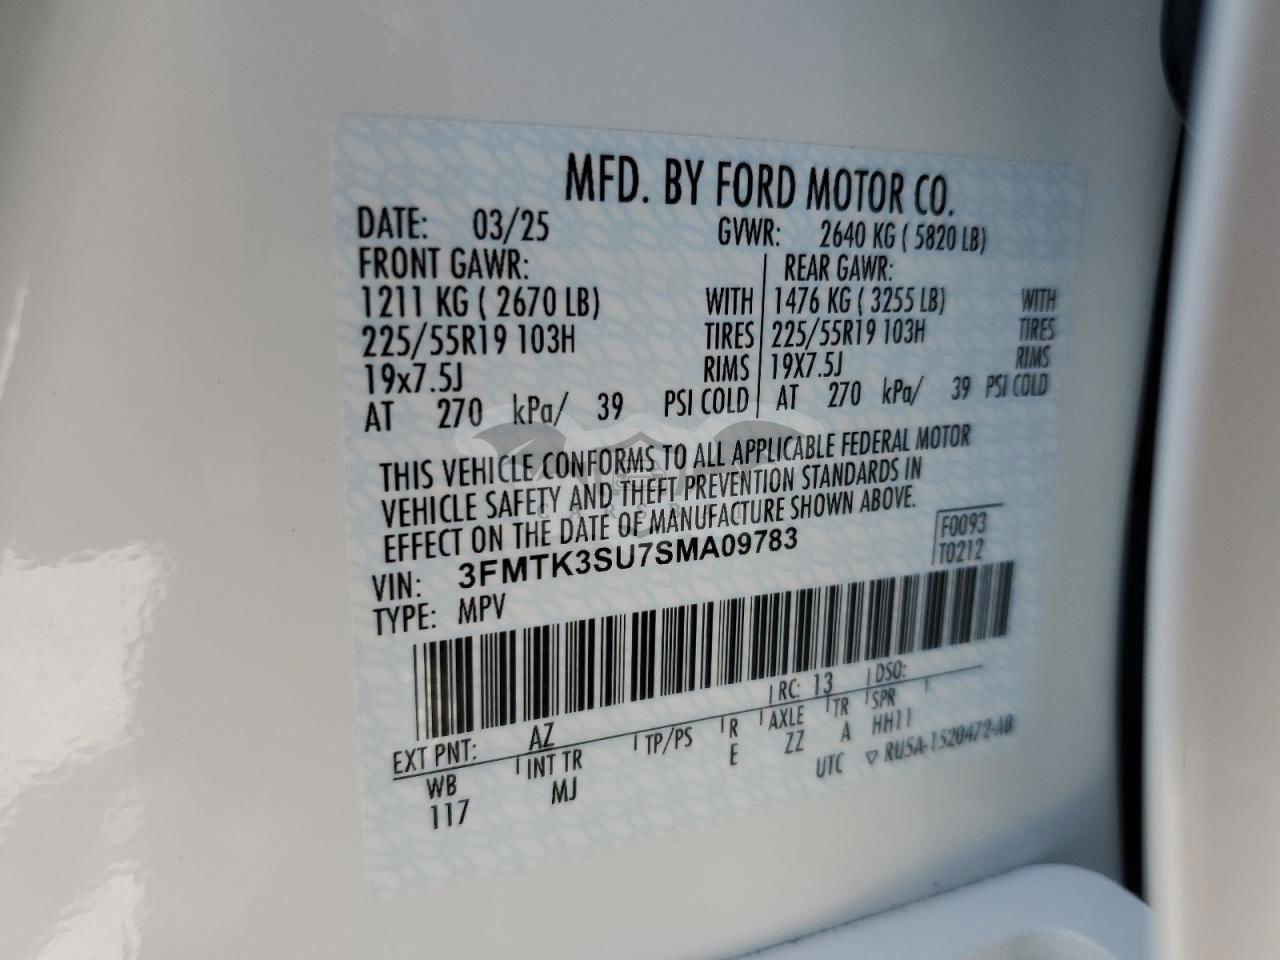 MFD. BY FORD MOTOR CO.
DATE: 03/25 GVWR: 2640 KG ( 5820 LB)
FRONT GAWR: REAR GAWR:
1211 KG ( 2670 LB) WITH 1476 KG ( 3255 LB) WITH
225/55R19 103H TIRES 225/55R19 103H TIRES
19x7.5J RIMS 19X7.5J RIMS
AT 270 kPa/ 39 PSI COLD AT 270 kPa/ 39 PSI COLD
THIS VEHICLE CONFORMS TO ALL APPLICABLE FEDERAL MOTOR
VEHICLE SAFETY AND THEFT PREVENTION STANDARDS IN
EFFECT ON THE DATE OF MANUFACTURE SHOWN ABOVE.
F0093
VIN: 3FMTK3SU7SMA09783 T0212
TYPE: MPV
RC: 13 DSO:
EXT PNT: AZ
WB INT TR TP/PS R AXLE TR SPR
117 MJ E ZZ A HH11
UTC ▽ RU5A-1520472-AB